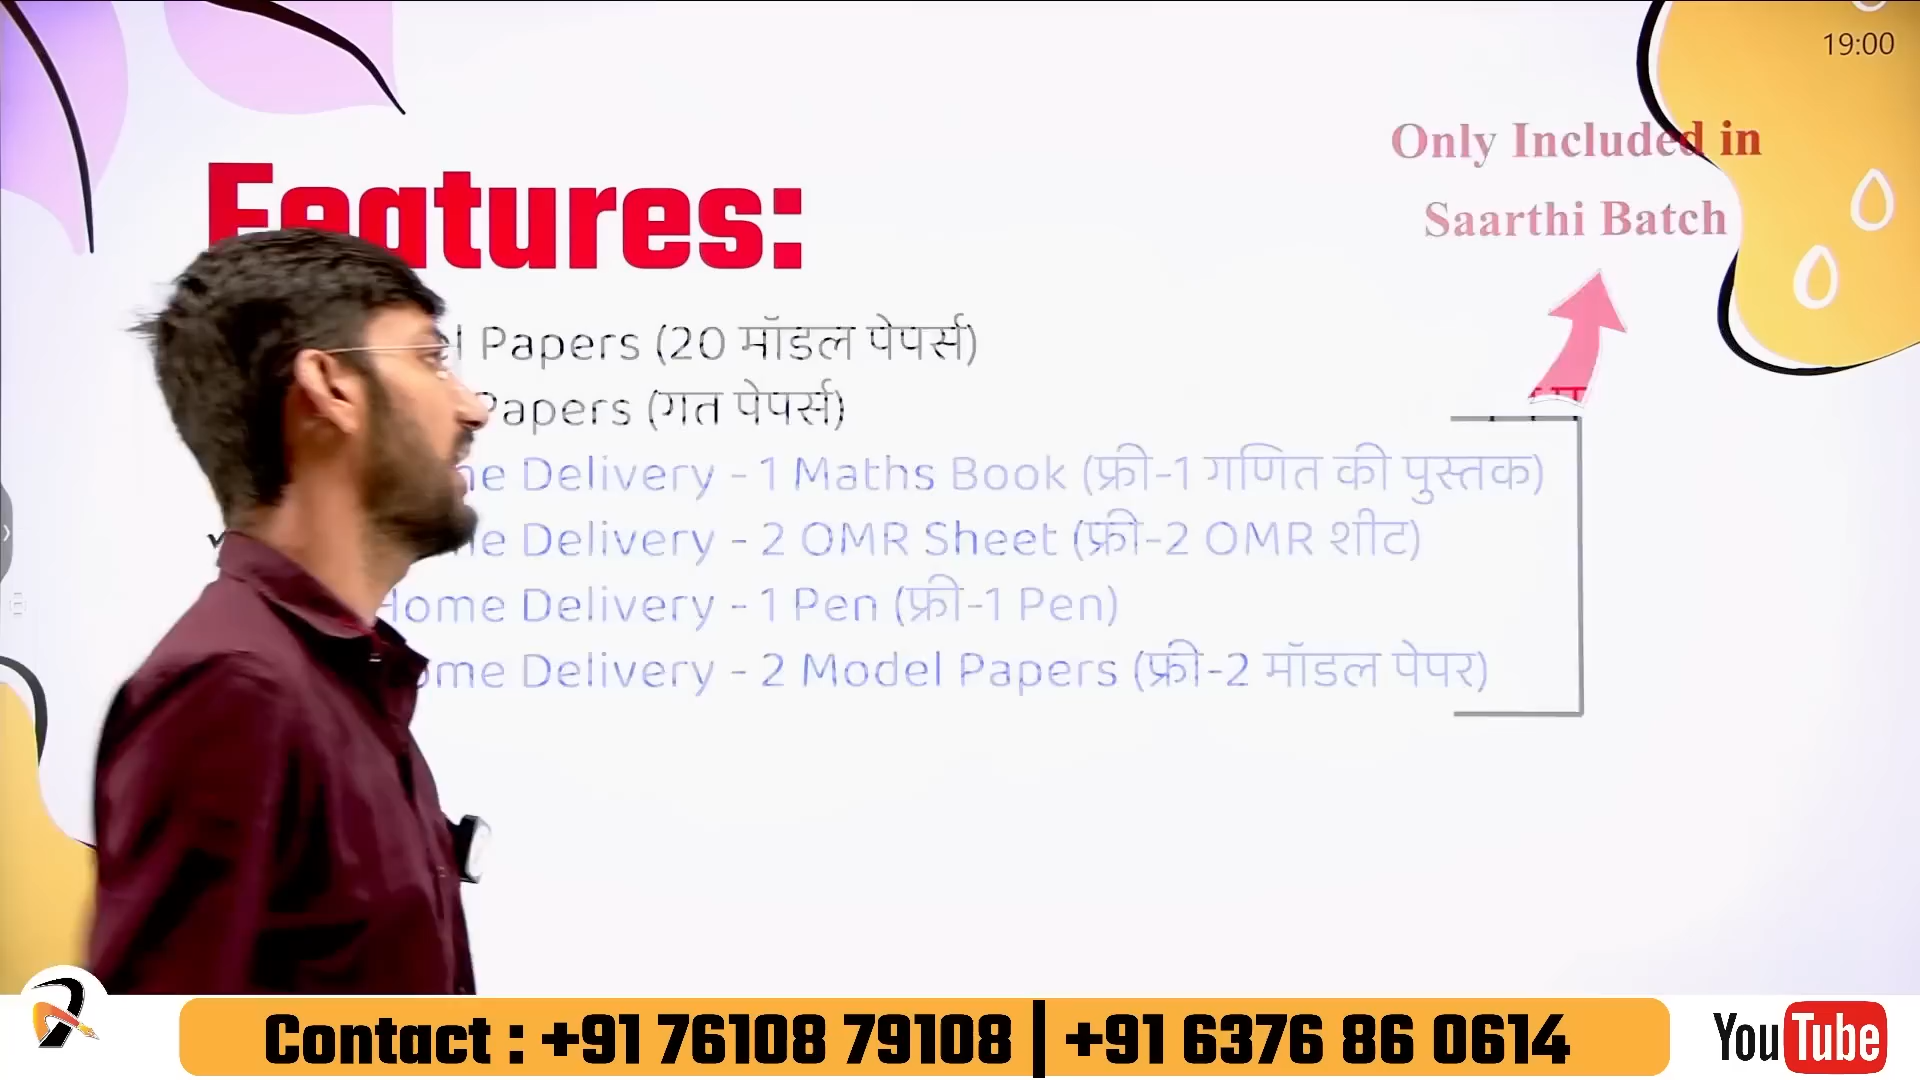 19:00
Only Included in
Saarthi Batch
Features:
Papers (20 मॉडल पेपर्स)
Papers (गत पेपर्स)
Delivery - 1 Maths Book (फ्री-1 गणित की पुस्तक)
Delivery - 2 OMR Sheet (फ्री-2 OMR शीट)
Home Delivery - 1 Pen (फ्री-1 Pen)
Delivery - 2 Model Papers (फ्री-2 मॉडल पेपर)
Contact : +91 76108 79108 | +91 6376 86 0614
YouTube